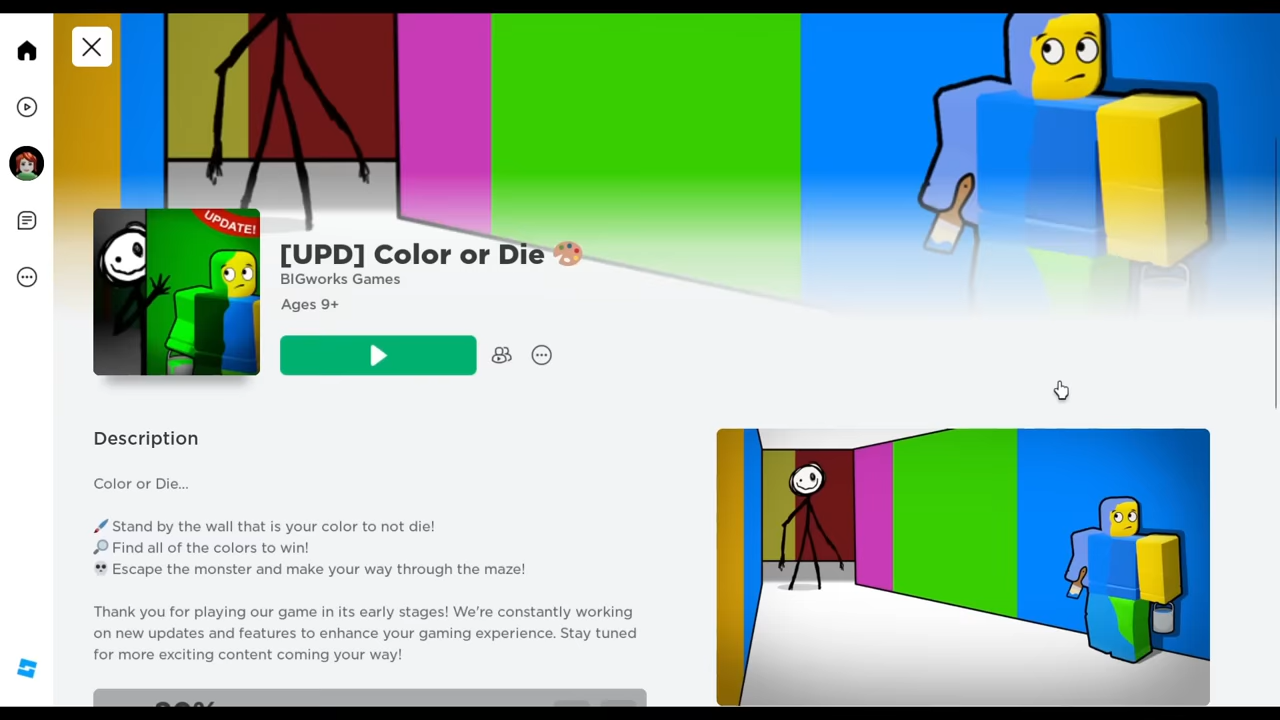 UPDATE!
[UPD] Color or Die 🎨
BIGworks Games
Ages 9+
Description
Color or Die...
🖌️ Stand by the wall that is your color to not die!
🔎 Find all of the colors to win!
💀 Escape the monster and make your way through the maze!
Thank you for playing our game in its early stages! We're constantly working
on new updates and features to enhance your gaming experience. Stay tuned
for more exciting content coming your way!